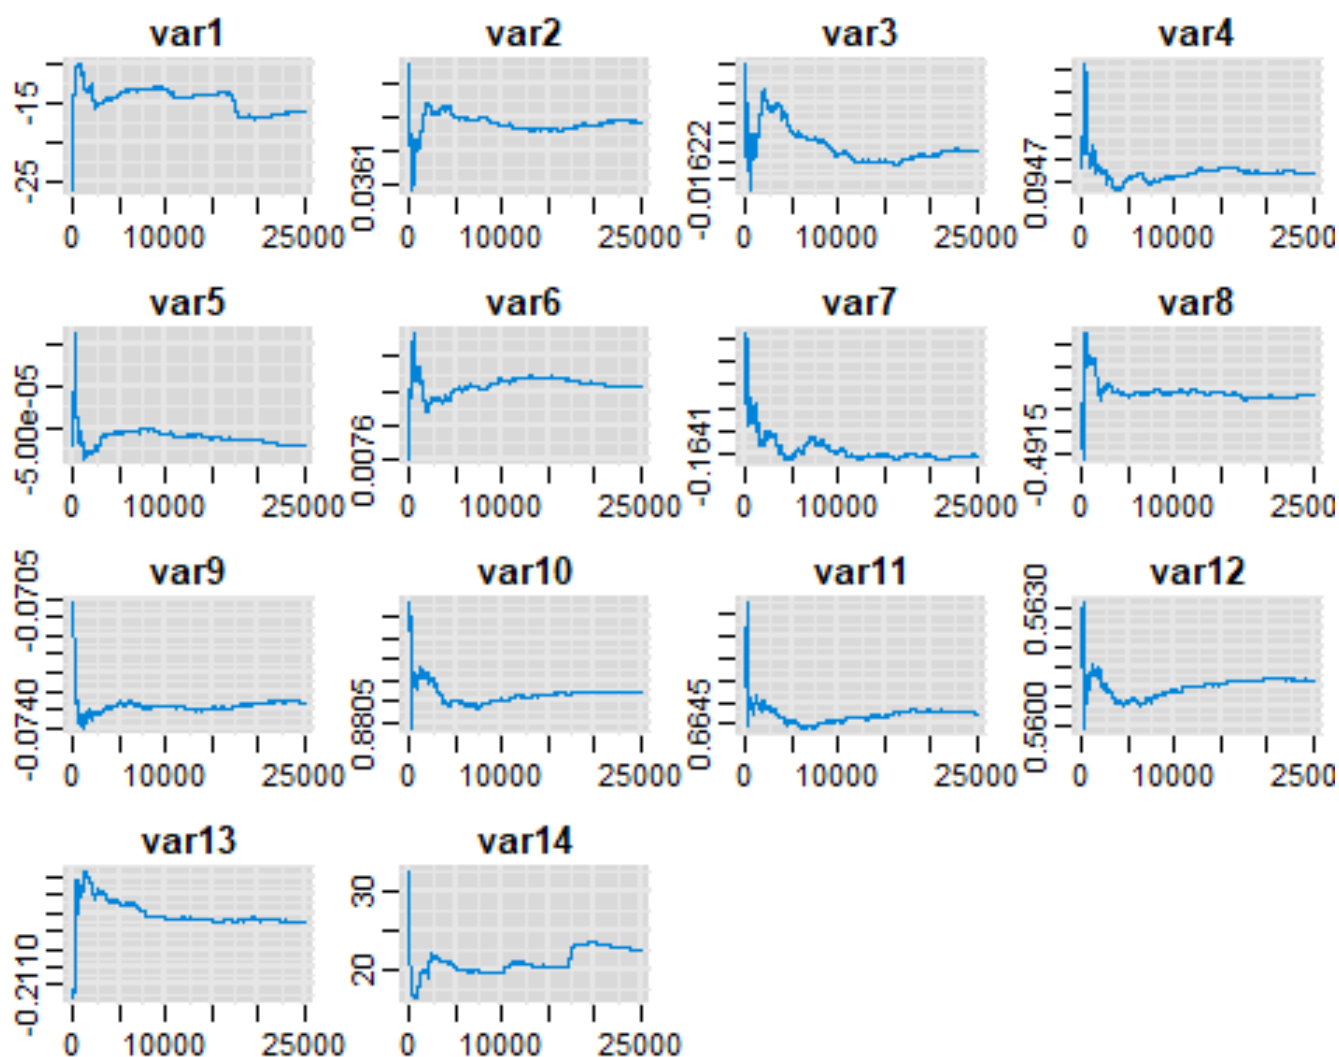 var1 var2 var3 var4
-15 -25
0.0361
-0.01622
0.0947
0 10000 25000 0 10000 25000 0 10000 25000 0 10000 2500
var5 var6 var7 var8
-5.00e-05
0.0076
-0.1641
-0.4915
0 10000 25000 0 10000 25000 0 10000 25000 0 10000 2500
var9 var10 var11 var12
-0.0705 -0.0740
0.8805
0.6645
0.5630 0.5600
0 10000 25000 0 10000 25000 0 10000 25000 0 10000 2500
var13 var14
-0.2110
30 20
0 10000 25000 0 10000 25000